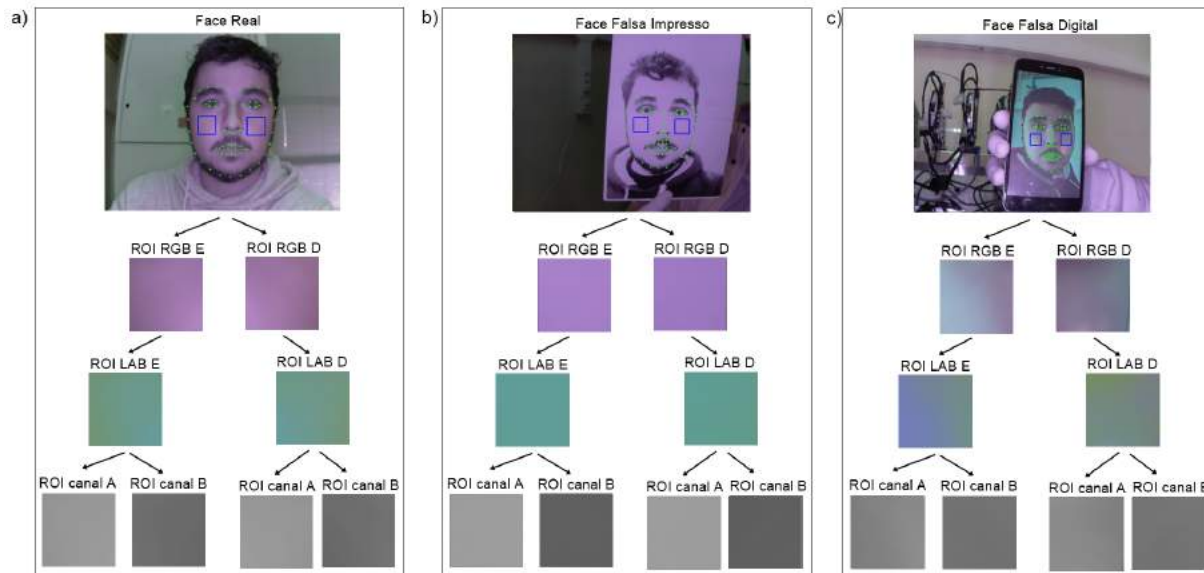 a)
Face Real
ROI RGB E
ROI RGB D
ROI LAB E
ROI LAB D
ROI canal A
ROI canal B
ROI canal A
ROI canal B
b)
Face Falsa Impresso
ROI RGB E
ROI RGB D
ROI LAB E
ROI LAB D
ROI canal A
ROI canal B
ROI canal A
ROI canal B
c)
Face Falsa Digital
ROI RGB E
ROI RGB D
ROI LAB E
ROI LAB D
ROI canal A
ROI canal B
ROI canal A
ROI canal B